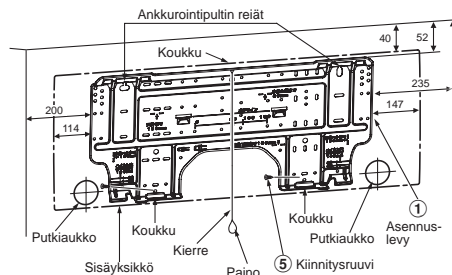 Ankkurointipultin reiät
Koukku
40
52
200
114
235
147
Putkiaukko
Koukku
Sisäyksikkö
Kierre
Paino
⑤ Kiinnitysruuvi
Koukku
Putkiaukko
①
Asennus-
levy